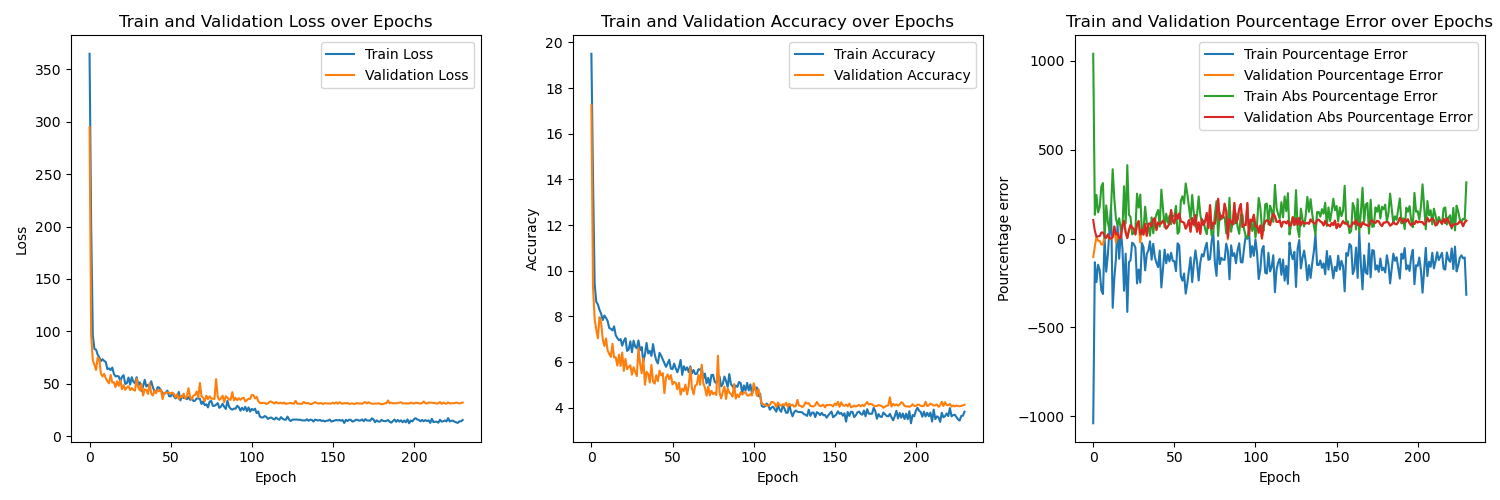 Train and Validation Loss over Epochs
Train Loss
Validation Loss
350
300
250
200
150
100
50
0
Loss
0 50 100 150 200
Epoch
Train and Validation Accuracy over Epochs
Train Accuracy
Validation Accuracy
20
18
16
14
12
10
8
6
4
Accuracy
0 50 100 150 200
Epoch
Train and Validation Pourcentage Error over Epochs
Train Pourcentage Error
Validation Pourcentage Error
Train Abs Pourcentage Error
Validation Abs Pourcentage Error
1000
500
0
−500
−1000
Pourcentage error
0 50 100 150 200
Epoch